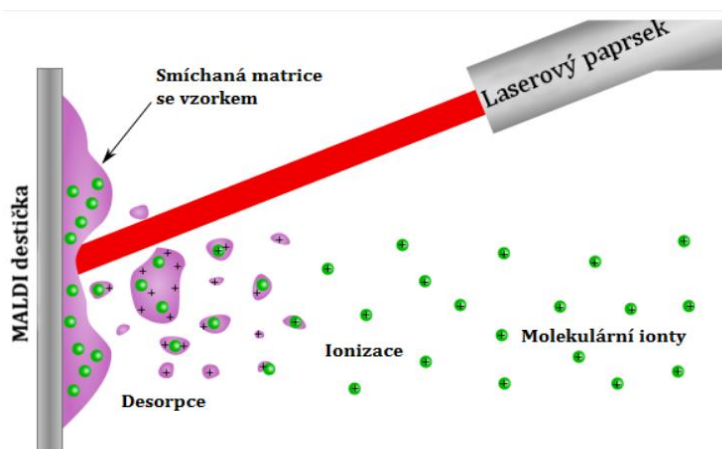 Smíchaná matrice
se vzorkem
Laserový paprsek
MALDI destička
Desorpce
Ionizace
Molekulární ionty